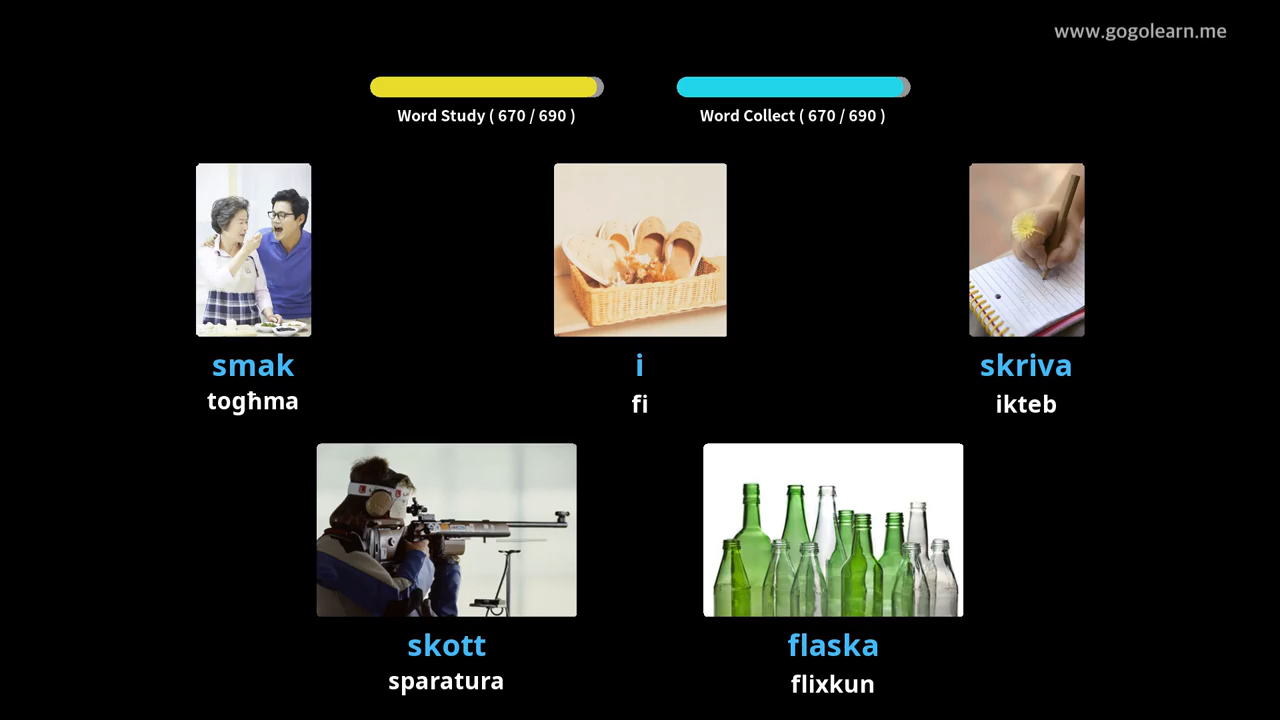 www.gogolearn.me
Word Study ( 670 / 690 )
Word Collect ( 670 / 690 )
smak
togħma
i
fi
skriva
ikteb
skott
sparatura
flaska
flixkun